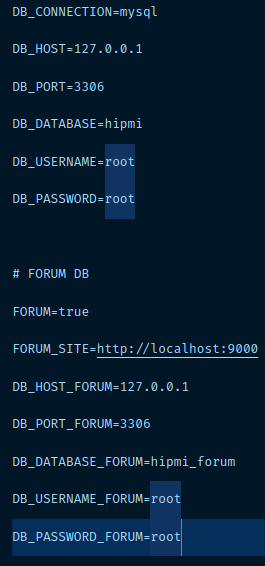 DB_CONNECTION=mysql
DB_HOST=127.0.0.1
DB_PORT=3306
DB_DATABASE=hipmi
DB_USERNAME=root
DB_PASSWORD=root
# FORUM DB
FORUM=true
FORUM_SITE=http://localhost:9000
DB_HOST_FORUM=127.0.0.1
DB_PORT_FORUM=3306
DB_DATABASE_FORUM=hipmi_forum
DB_USERNAME_FORUM=root
DB_PASSWORD_FORUM=root